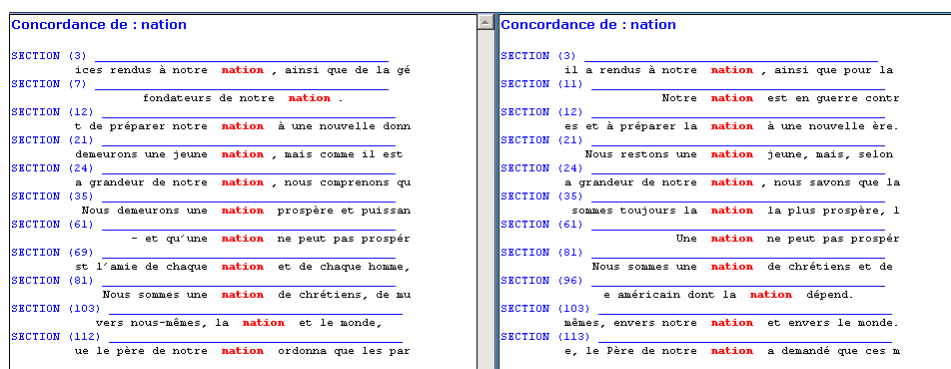 Concordance de : nation
SECTION (3)
ices rendus à notre nation , ainsi que de la gé
SECTION (7)
fondateurs de notre nation .
SECTION (12)
t de préparer notre nation à une nouvelle donn
SECTION (21)
demeurons une jeune nation , mais comme il est
SECTION (24)
a grandeur de notre nation , nous comprenons qu
SECTION (35)
Nous demeurons une nation prospère et puissan
SECTION (61)
- et qu'une nation ne peut pas prospér
SECTION (69)
st l'amie de chaque nation et de chaque homme,
SECTION (81)
Nous sommes une nation de chrétiens, de mu
SECTION (103)
vers nous-mêmes, la nation et le monde,
SECTION (112)
ue le père de notre nation ordonna que les par
Concordance de : nation
SECTION (3)
il a rendus à notre nation , ainsi que pour la
SECTION (11)
Notre nation est en guerre contr
SECTION (12)
es et à préparer la nation à une nouvelle ère.
SECTION (21)
Nous restons une nation jeune, mais, selon
SECTION (24)
a grandeur de notre nation , nous savons que la
SECTION (35)
sommes toujours la nation la plus prospère, l
SECTION (61)
Une nation ne peut pas prospér
SECTION (81)
Nous sommes une nation de chrétiens et de
SECTION (96)
e américain dont la nation dépend.
SECTION (103)
mêmes, envers notre nation et envers le monde.
SECTION (113)
e, le Père de notre nation a demandé que ces m